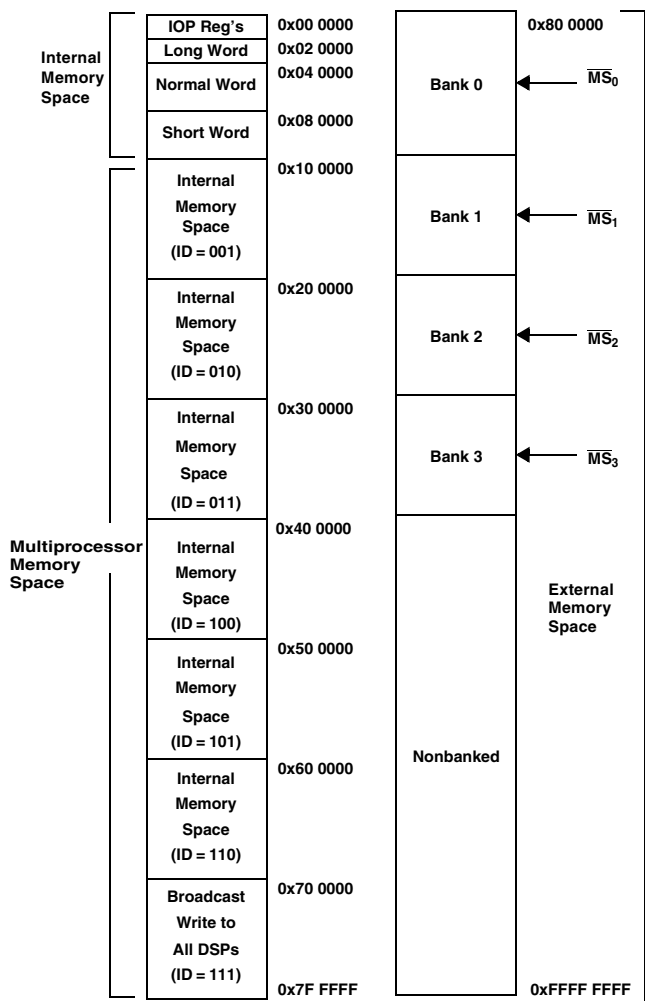 Internal
Memory
Space
IOP Reg's 0x00 0000
Long Word 0x02 0000
Normal Word 0x04 0000
Short Word 0x08 0000
Multiprocessor
Memory
Space
0x10 0000
Internal
Memory
Space
(ID = 001)
0x20 0000
Internal
Memory
Space
(ID = 010)
0x30 0000
Internal
Memory
Space
(ID = 011)
0x40 0000
Internal
Memory
Space
(ID = 100)
0x50 0000
Internal
Memory
Space
(ID = 101)
0x60 0000
Internal
Memory
Space
(ID = 110)
0x70 0000
Broadcast
Write to
All DSPs
(ID = 111)
0x7F FFFF
0x80 0000
Bank 0 M̅S̅₀
Bank 1 M̅S̅₁
Bank 2 M̅S̅₂
Bank 3 M̅S̅₃
Nonbanked
External
Memory
Space
0xFFFF FFFF